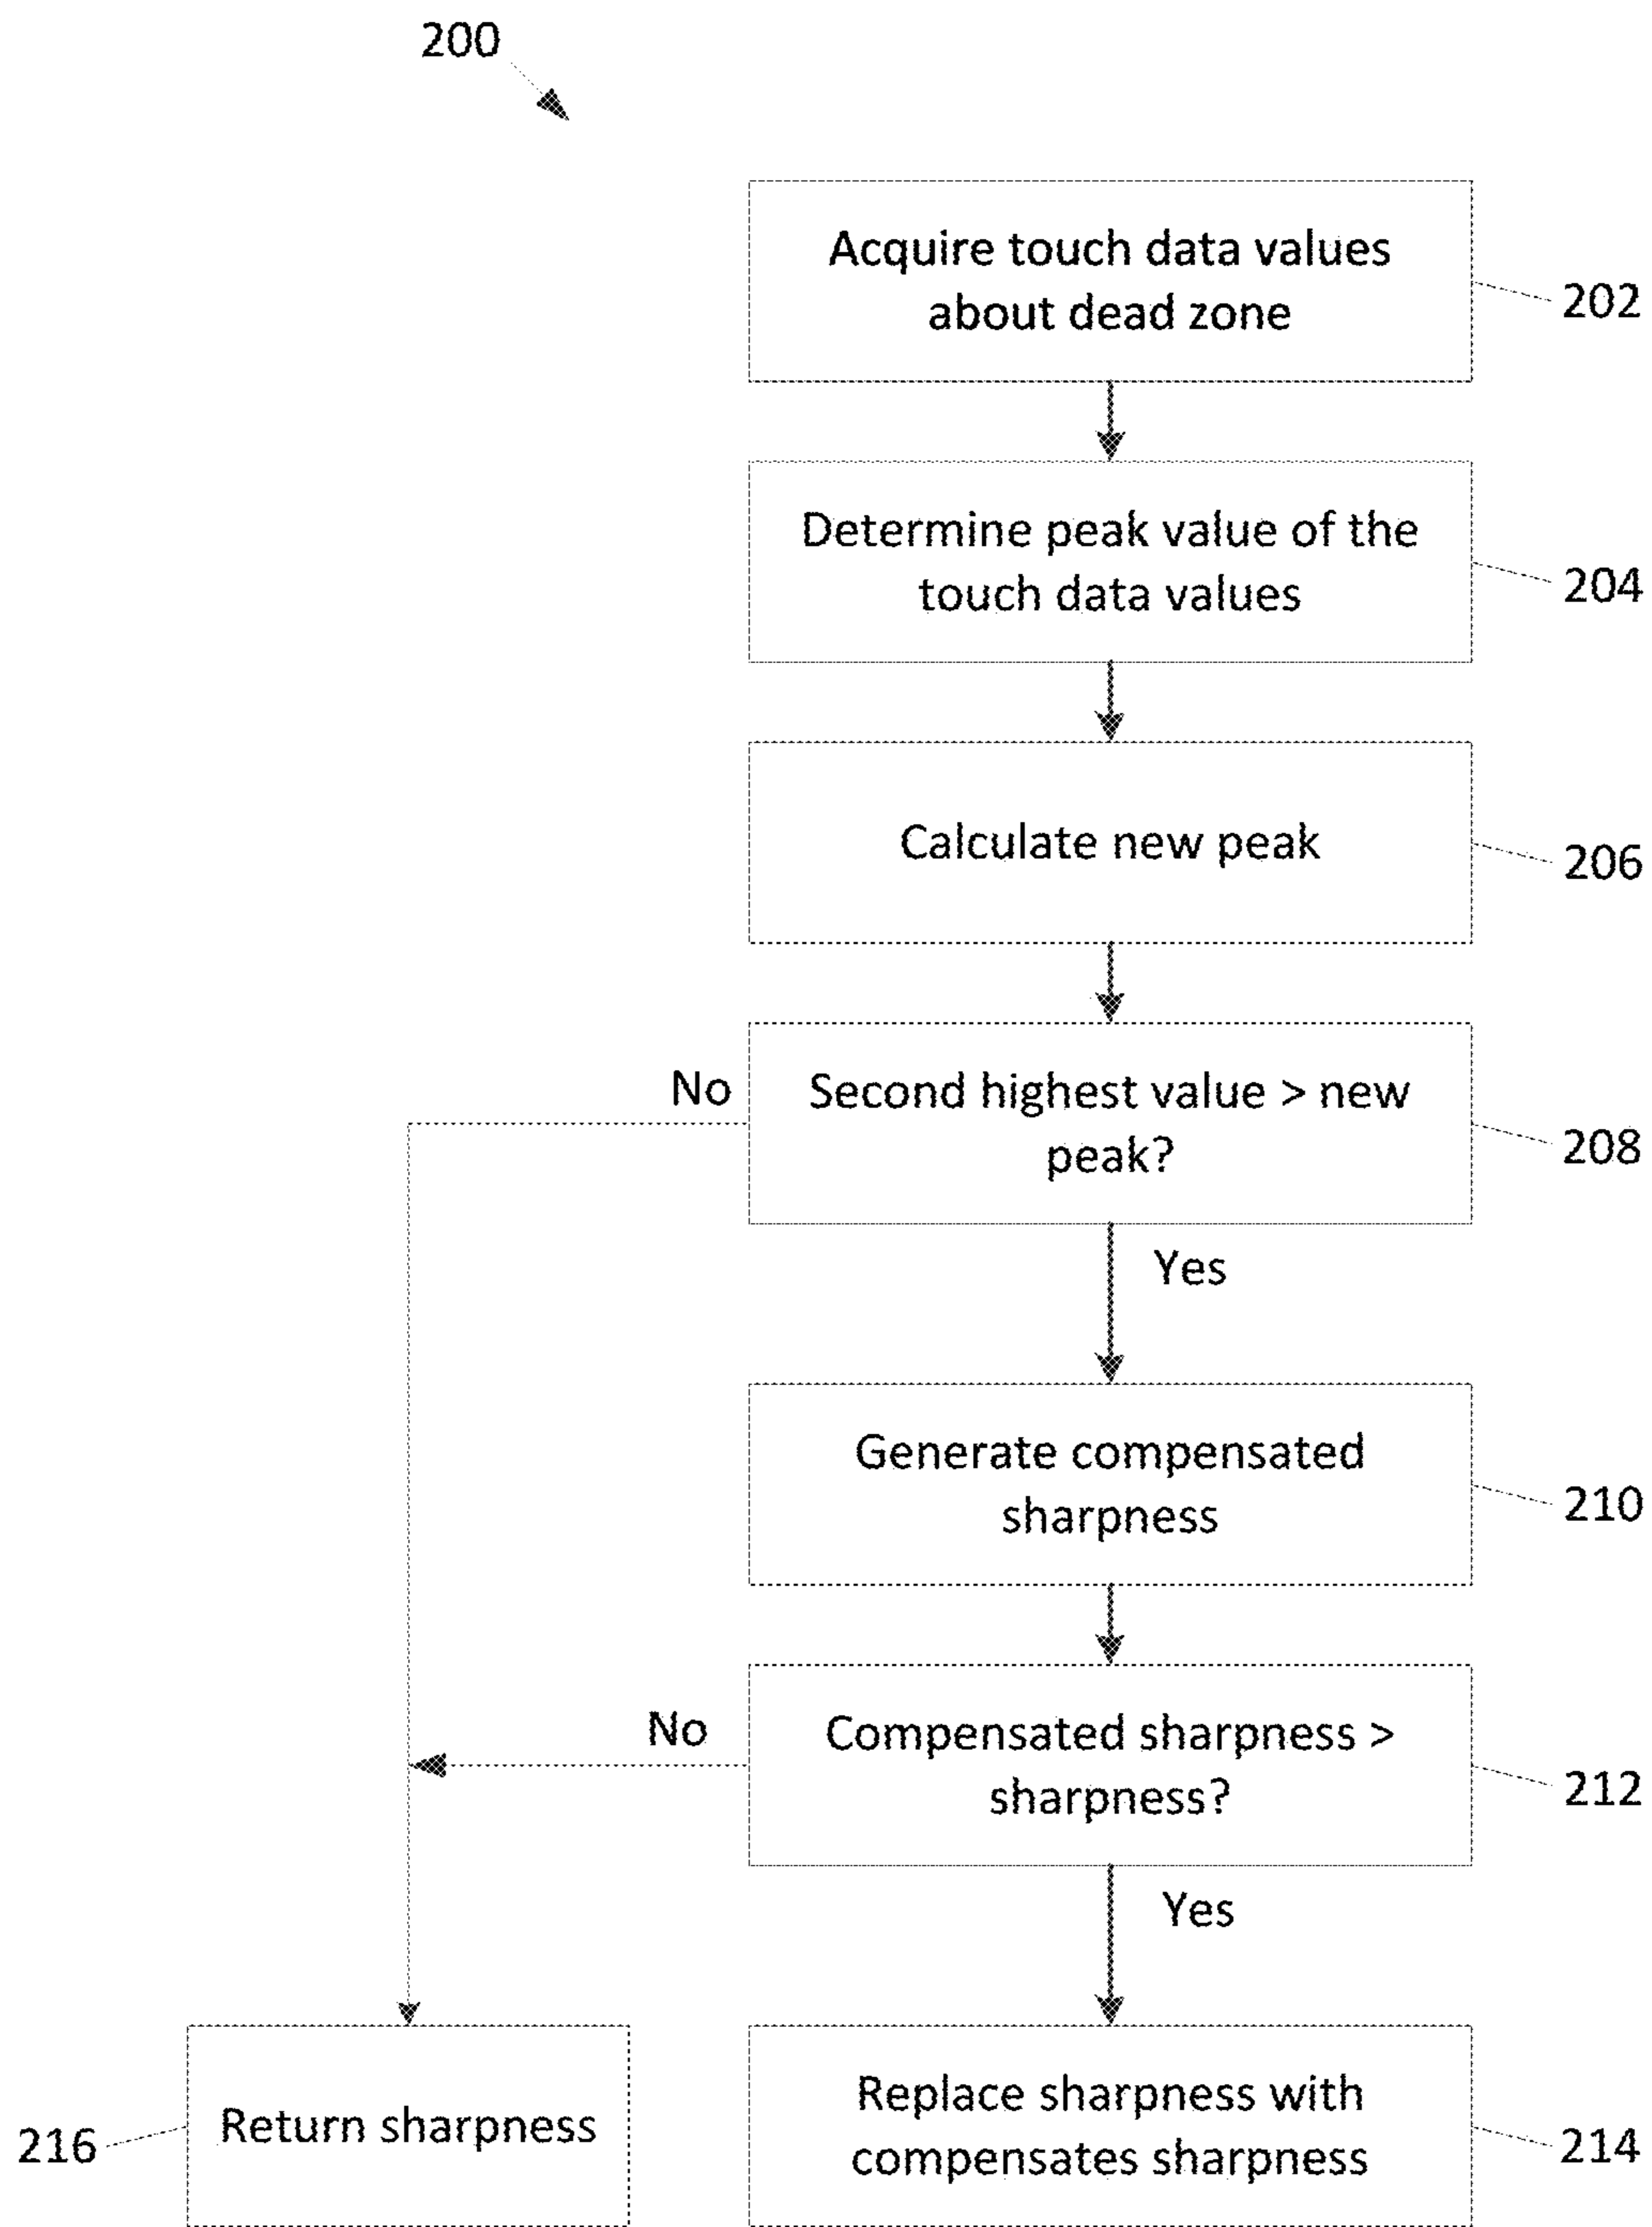 200
Acquire touch data values
about dead zone
202
Determine peak value of the
touch data values
204
Calculate new peak
206
No
Second highest value > new
peak?
208
Yes
Generate compensated
sharpness
210
No
Compensated sharpness >
sharpness?
212
Yes
216
Return sharpness
Replace sharpness with
compensates sharpness
214